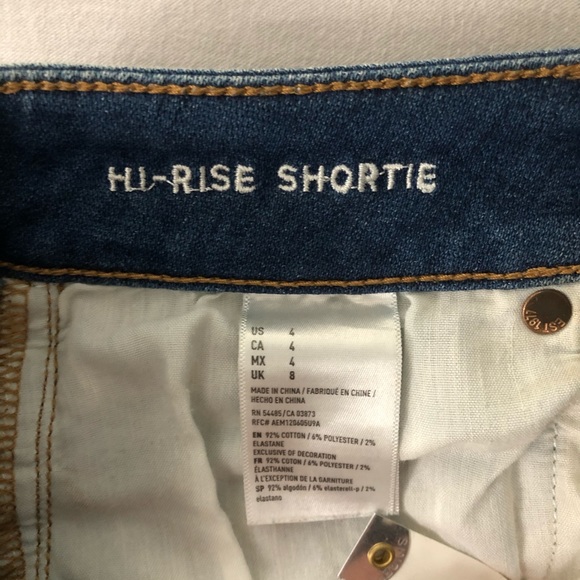 HI-RISE SHORTIE
US 4
CA 4
MX 4
UK 8
MADE IN CHINA / FABRIQUÉ EN CHINE /
HECHO EN CHINA
RN 54485/CA 03873
RFC# AEM120605U9A
EN 92% COTTON / 6% POLYESTER / 2%
ELASTANE
EXCLUSIVE OF DECORATION
FR 92% COTON / 6% POLYESTER / 2%
ÉLASTHANNE
À L'EXCEPTION DE LA GARNITURE
SP 92% algodón / 6% / 2%
elastano
EST 1977